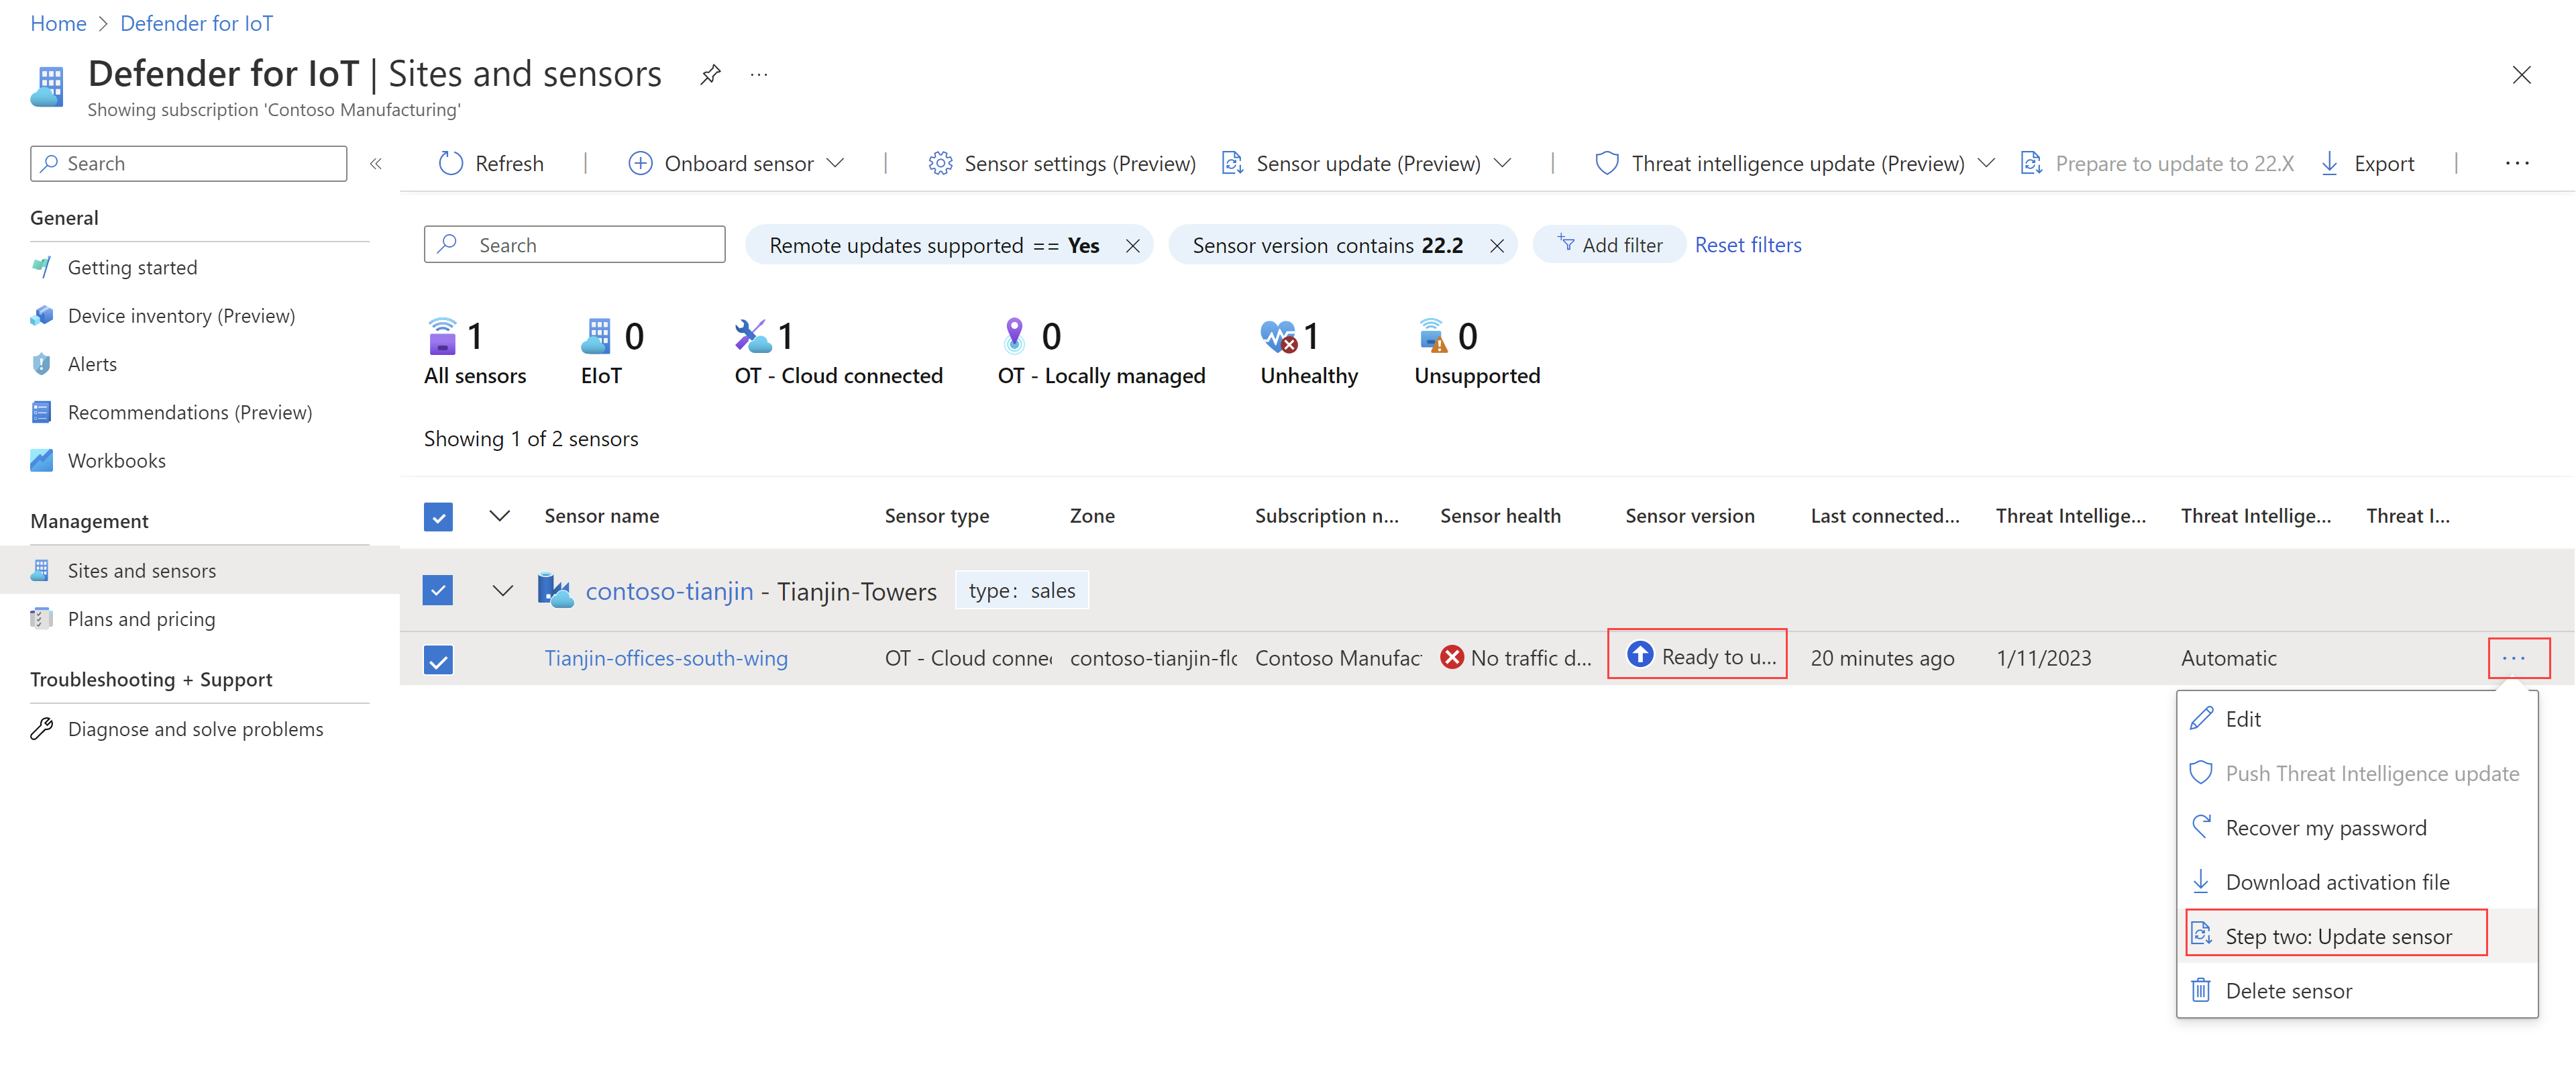 Home > Defender for IoT
Defender for IoT | Sites and sensors ...
Showing subscription 'Contoso Manufacturing'
Search
«
General
Getting started
Device inventory (Preview)
Alerts
Recommendations (Preview)
Workbooks
Management
Sites and sensors
Plans and pricing
Troubleshooting + Support
Diagnose and solve problems
Refresh | Onboard sensor | Sensor settings (Preview) Sensor update (Preview) | Threat intelligence update (Preview) Prepare to update to 22.X Export | ...
Search Remote updates supported == Yes Sensor version contains 22.2 Add filter Reset filters
1 0 1 0 1 0
All sensors EIoT OT - Cloud connected OT - Locally managed Unhealthy Unsupported
Showing 1 of 2 sensors
Sensor name Sensor type Zone Subscription n... Sensor health Sensor version Last connected... Threat Intellige... Threat Intellige... Threat I...
contoso-tianjin - Tianjin-Towers type: sales
Tianjin-offices-south-wing OT - Cloud connec contoso-tianjin-flo Contoso Manufact No traffic d... Ready to u... 20 minutes ago 1/11/2023 Automatic ...
Edit
Push Threat Intelligence update
Recover my password
Download activation file
Step two: Update sensor
Delete sensor